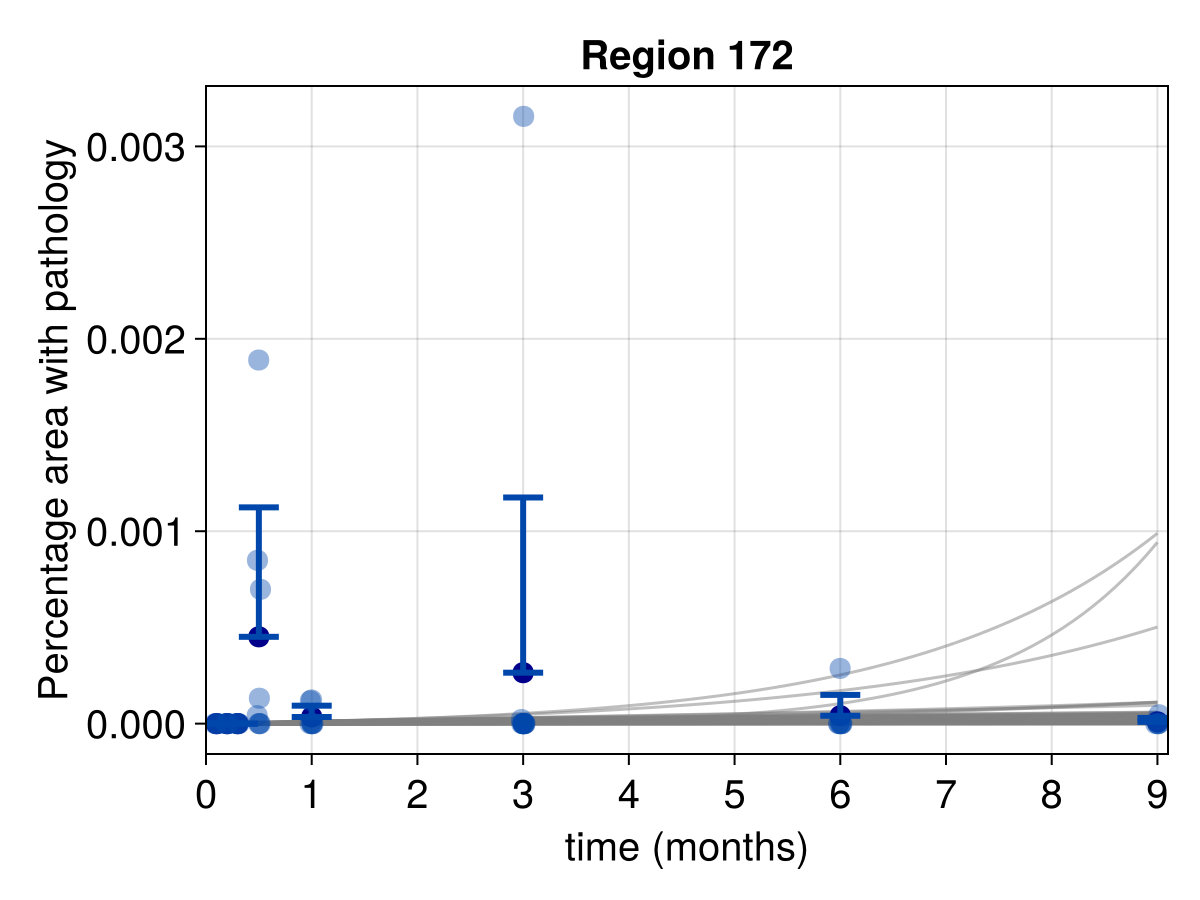 Region 172
Percentage area with pathology
0.003
0.002
0.001
0.000
0 1 2 3 4 5 6 7 8 9
time (months)